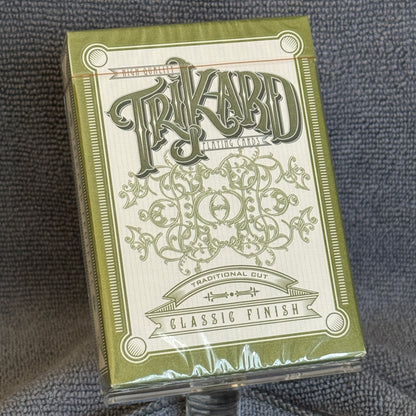 HIGH QUALITY
TRIKARD
PLAYING CARDS
TRADITIONAL CUT
CLASSIC FINISH